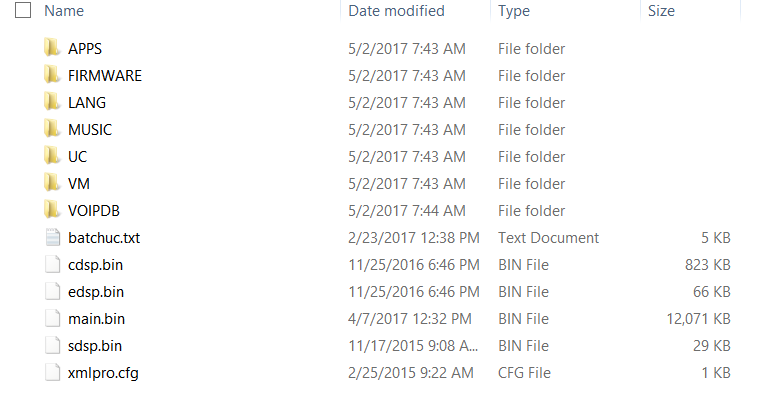 Name Date modified Type Size
APPS 5/2/2017 7:43 AM File folder
FIRMWARE 5/2/2017 7:43 AM File folder
LANG 5/2/2017 7:43 AM File folder
MUSIC 5/2/2017 7:43 AM File folder
UC 5/2/2017 7:43 AM File folder
VM 5/2/2017 7:43 AM File folder
VOIPDB 5/2/2017 7:44 AM File folder
batchuc.txt 2/23/2017 12:38 PM Text Document 5 KB
cdsp.bin 11/25/2016 6:46 PM BIN File 823 KB
edsp.bin 11/25/2016 6:46 PM BIN File 66 KB
main.bin 4/7/2017 12:32 PM BIN File 12,071 KB
sdsp.bin 11/17/2015 9:08 A... BIN File 29 KB
xmlpro.cfg 2/25/2015 9:22 AM CFG File 1 KB